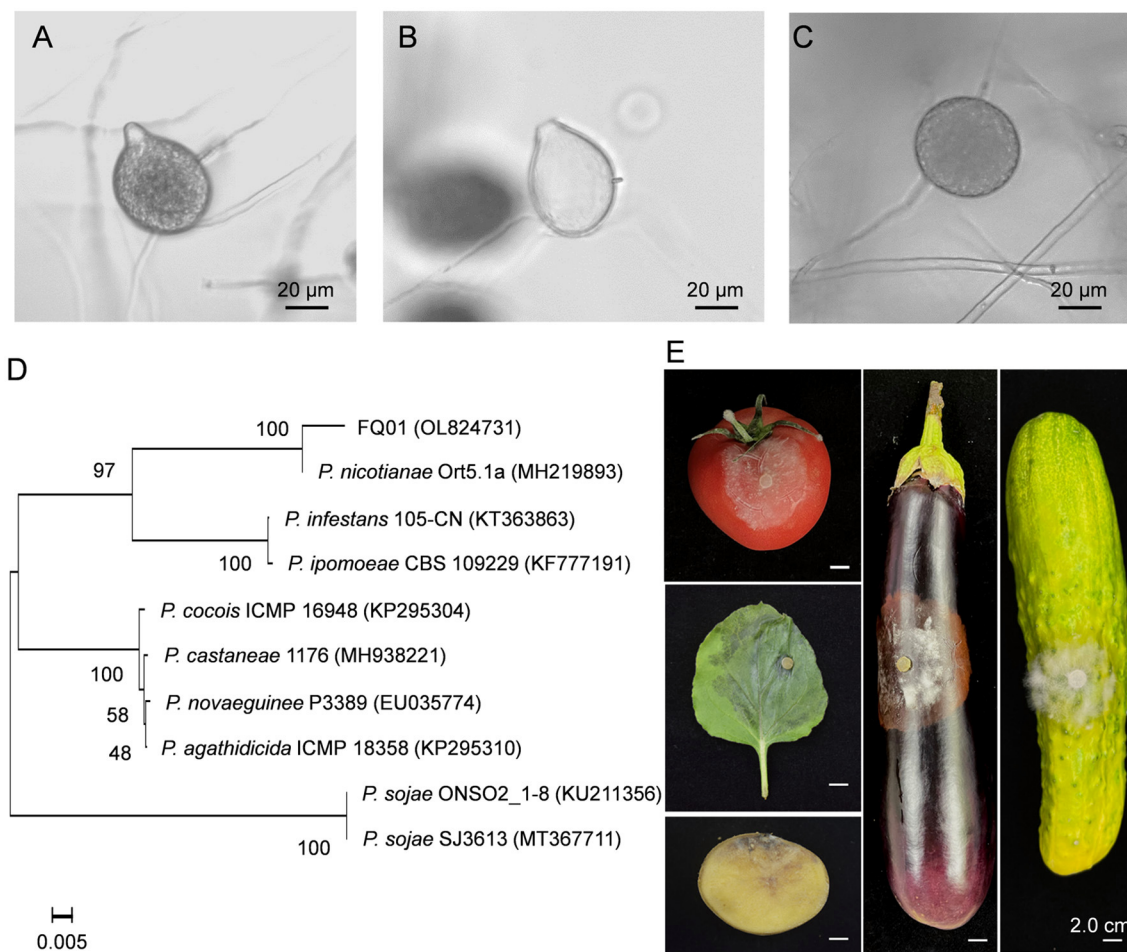 A
B
C
20 μm
20 μm
20 μm
D
E
100
FQ01 (OL824731)
97
P. nicotianae Ort5.1a (MH219893)
P. infestans 105-CN (KT363863)
100
P. ipomoeae CBS 109229 (KF777191)
P. cocois ICMP 16948 (KP295304)
P. castaneae 1176 (MH938221)
100
P. novaeguinee P3389 (EU035774)
58
P. agathidicida ICMP 18358 (KP295310)
48
P. sojae ONSO2_1-8 (KU211356)
P. sojae SJ3613 (MT367711)
100
0.005
2.0 cm